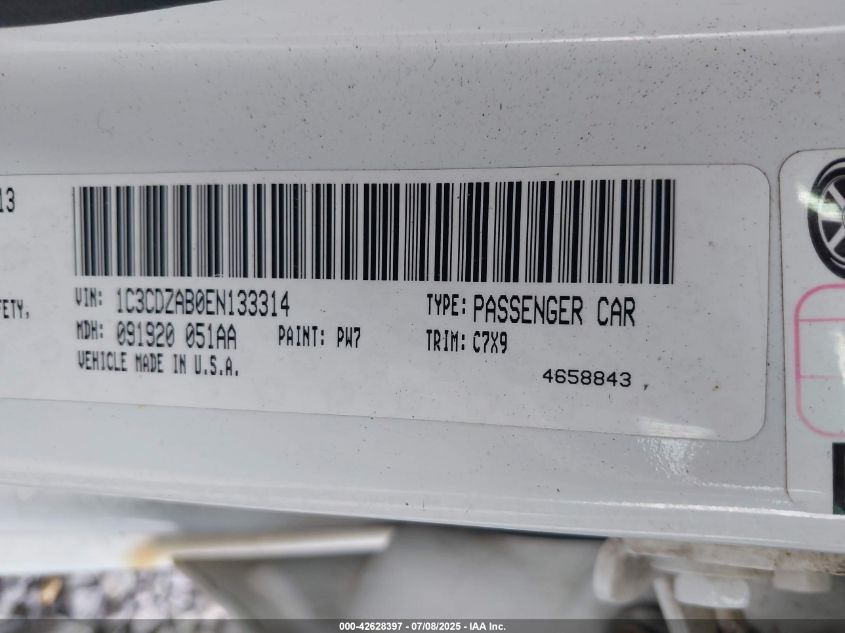 13
FETY,
VIN: 1C3CDZAB0EN133314 TYPE: PASSENGER CAR
MDH: 091920 051AA PAINT: PW7 TRIM: C7X9
VEHICLE MADE IN U.S.A.
4658843
000-42628397 - 07/08/2025 - IAA Inc.